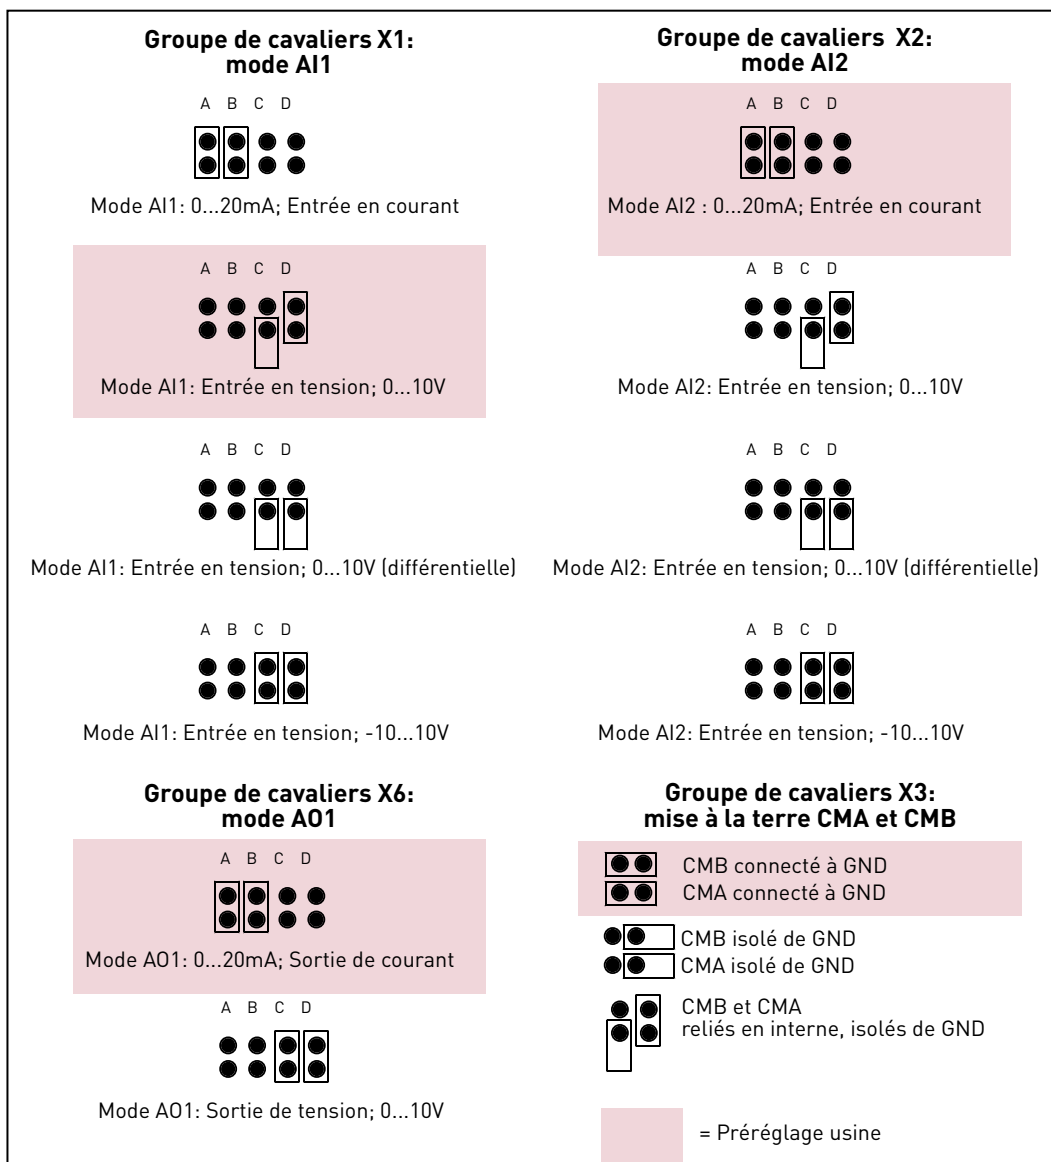 Groupe de cavaliers X1:
mode AI1
A B C D
Mode AI1: 0...20mA; Entrée en courant
A B C D
Mode AI1: Entrée en tension; 0...10V
A B C D
Mode AI1: Entrée en tension; 0...10V (différentielle)
A B C D
Mode AI1: Entrée en tension; -10...10V
Groupe de cavaliers X2:
mode AI2
A B C D
Mode AI2 : 0...20mA; Entrée en courant
A B C D
Mode AI2: Entrée en tension; 0...10V
A B C D
Mode AI2: Entrée en tension; 0...10V (différentielle)
A B C D
Mode AI2: Entrée en tension; -10...10V
Groupe de cavaliers X6:
mode AO1
A B C D
Mode AO1: 0...20mA; Sortie de courant
A B C D
Mode AO1: Sortie de tension; 0...10V
Groupe de cavaliers X3:
mise à la terre CMA et CMB
CMB connecté à GND
CMA connecté à GND
CMB isolé de GND
CMA isolé de GND
CMB et CMA
reliés en interne, isolés de GND
= Préréglage usine